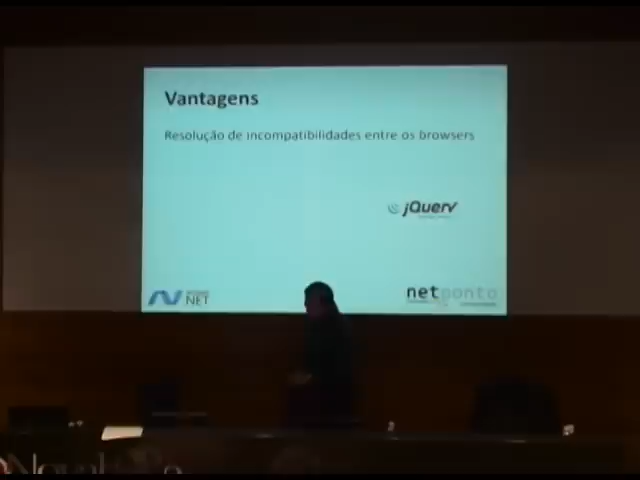 Vantagens
Resolução de incompatibilidades entre os browsers
jQuery
NET
netponto